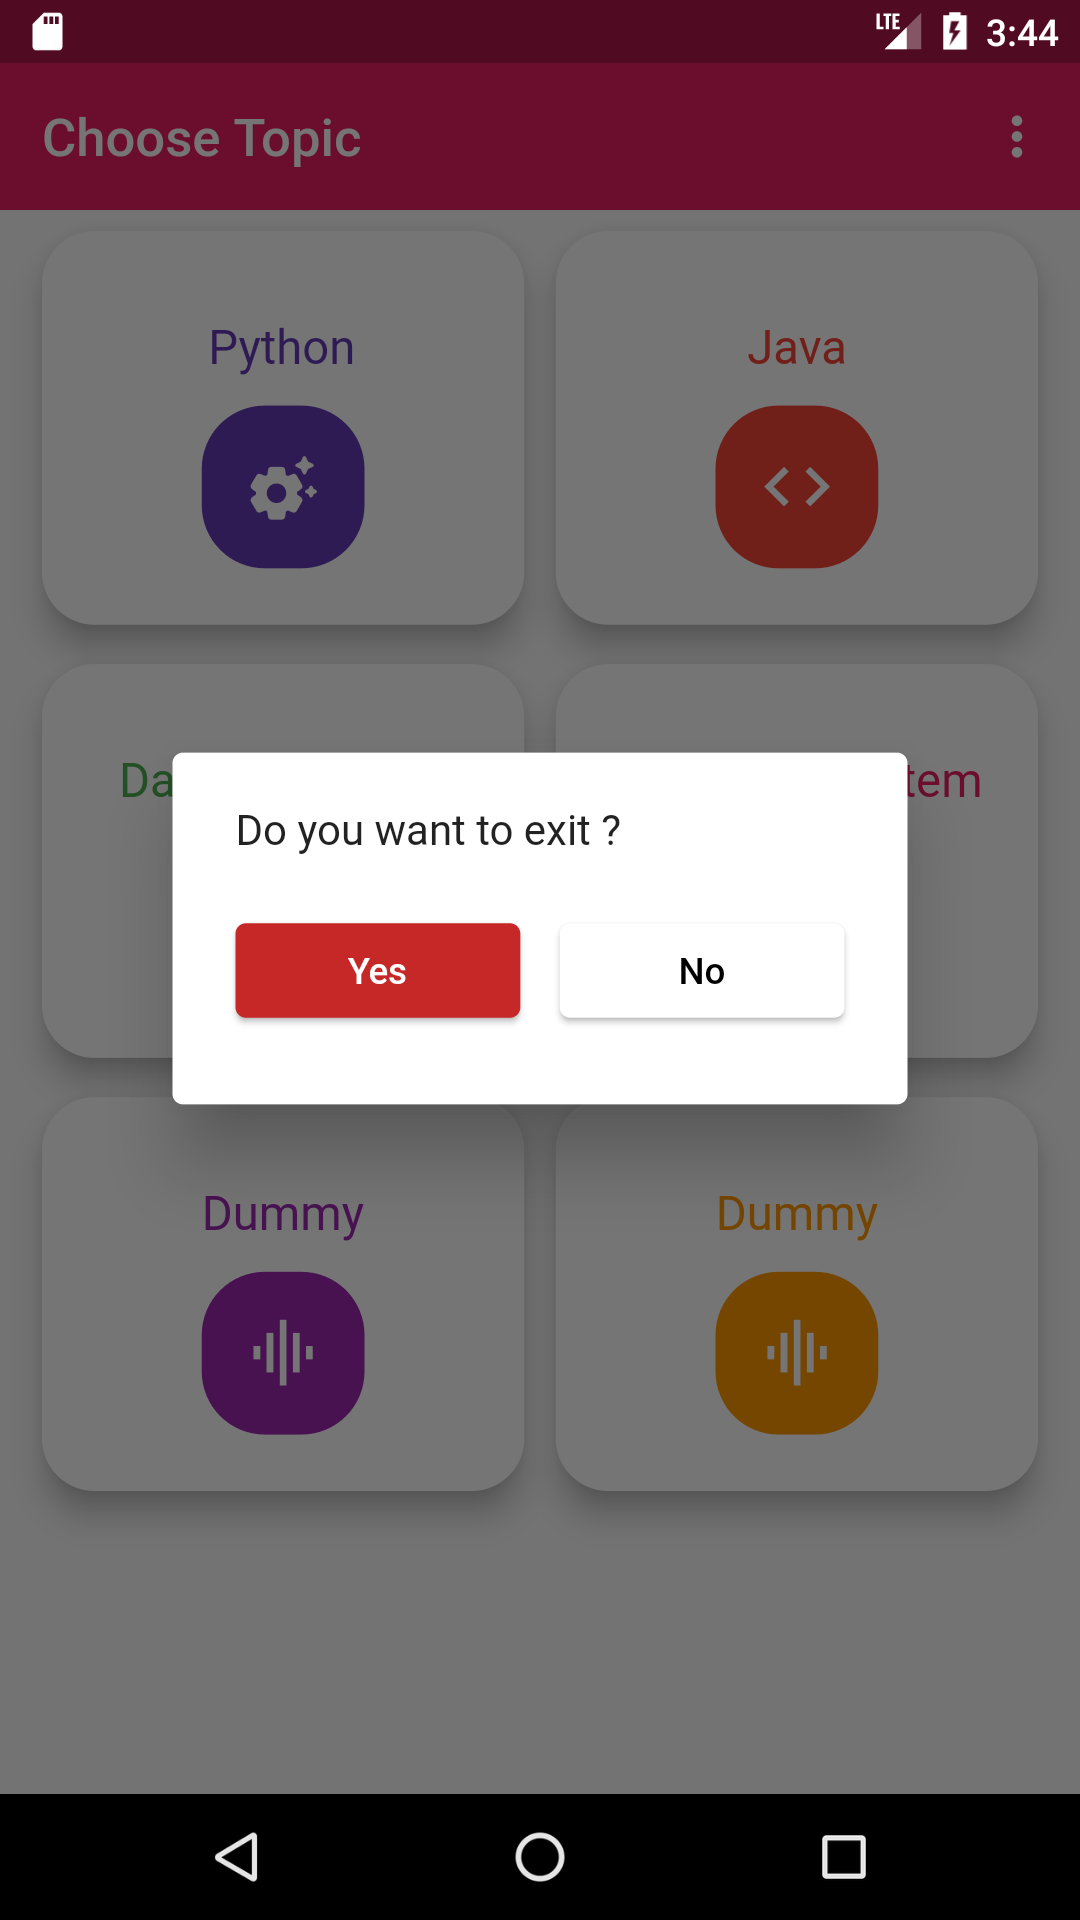 LTE 3:44
Choose Topic
Python Java
Da tem
Do you want to exit ?
Yes No
Dummy Dummy